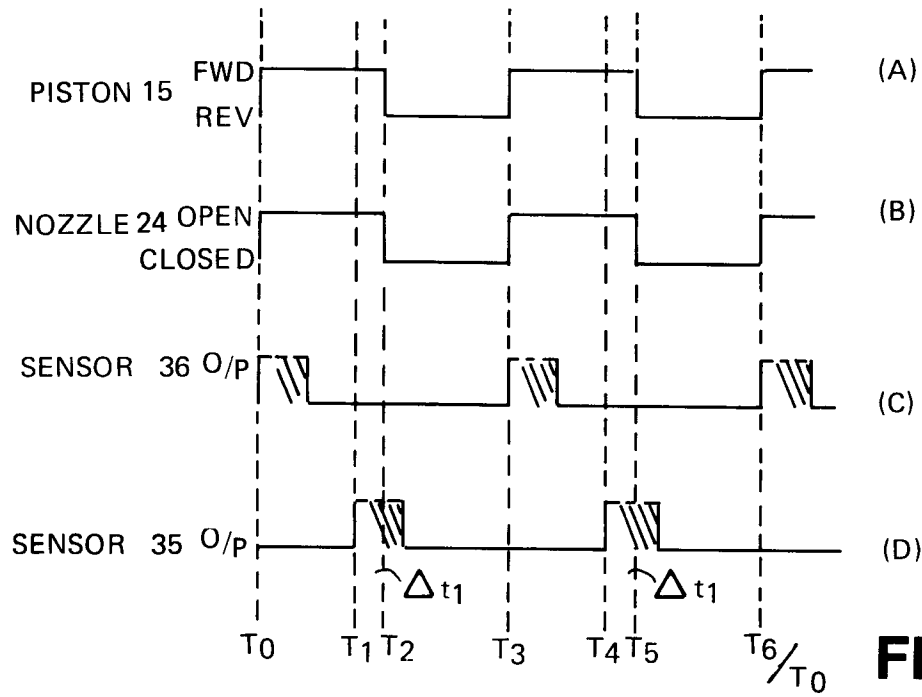 PISTON 15 FWD (A)
REV
NOZZLE 24 OPEN (B)
CLOSED
SENSOR 36 O/P (C)
SENSOR 35 O/P (D)
Δt1 Δt1
T0 T1 T2 T3 T4 T5 T6/T0
FI